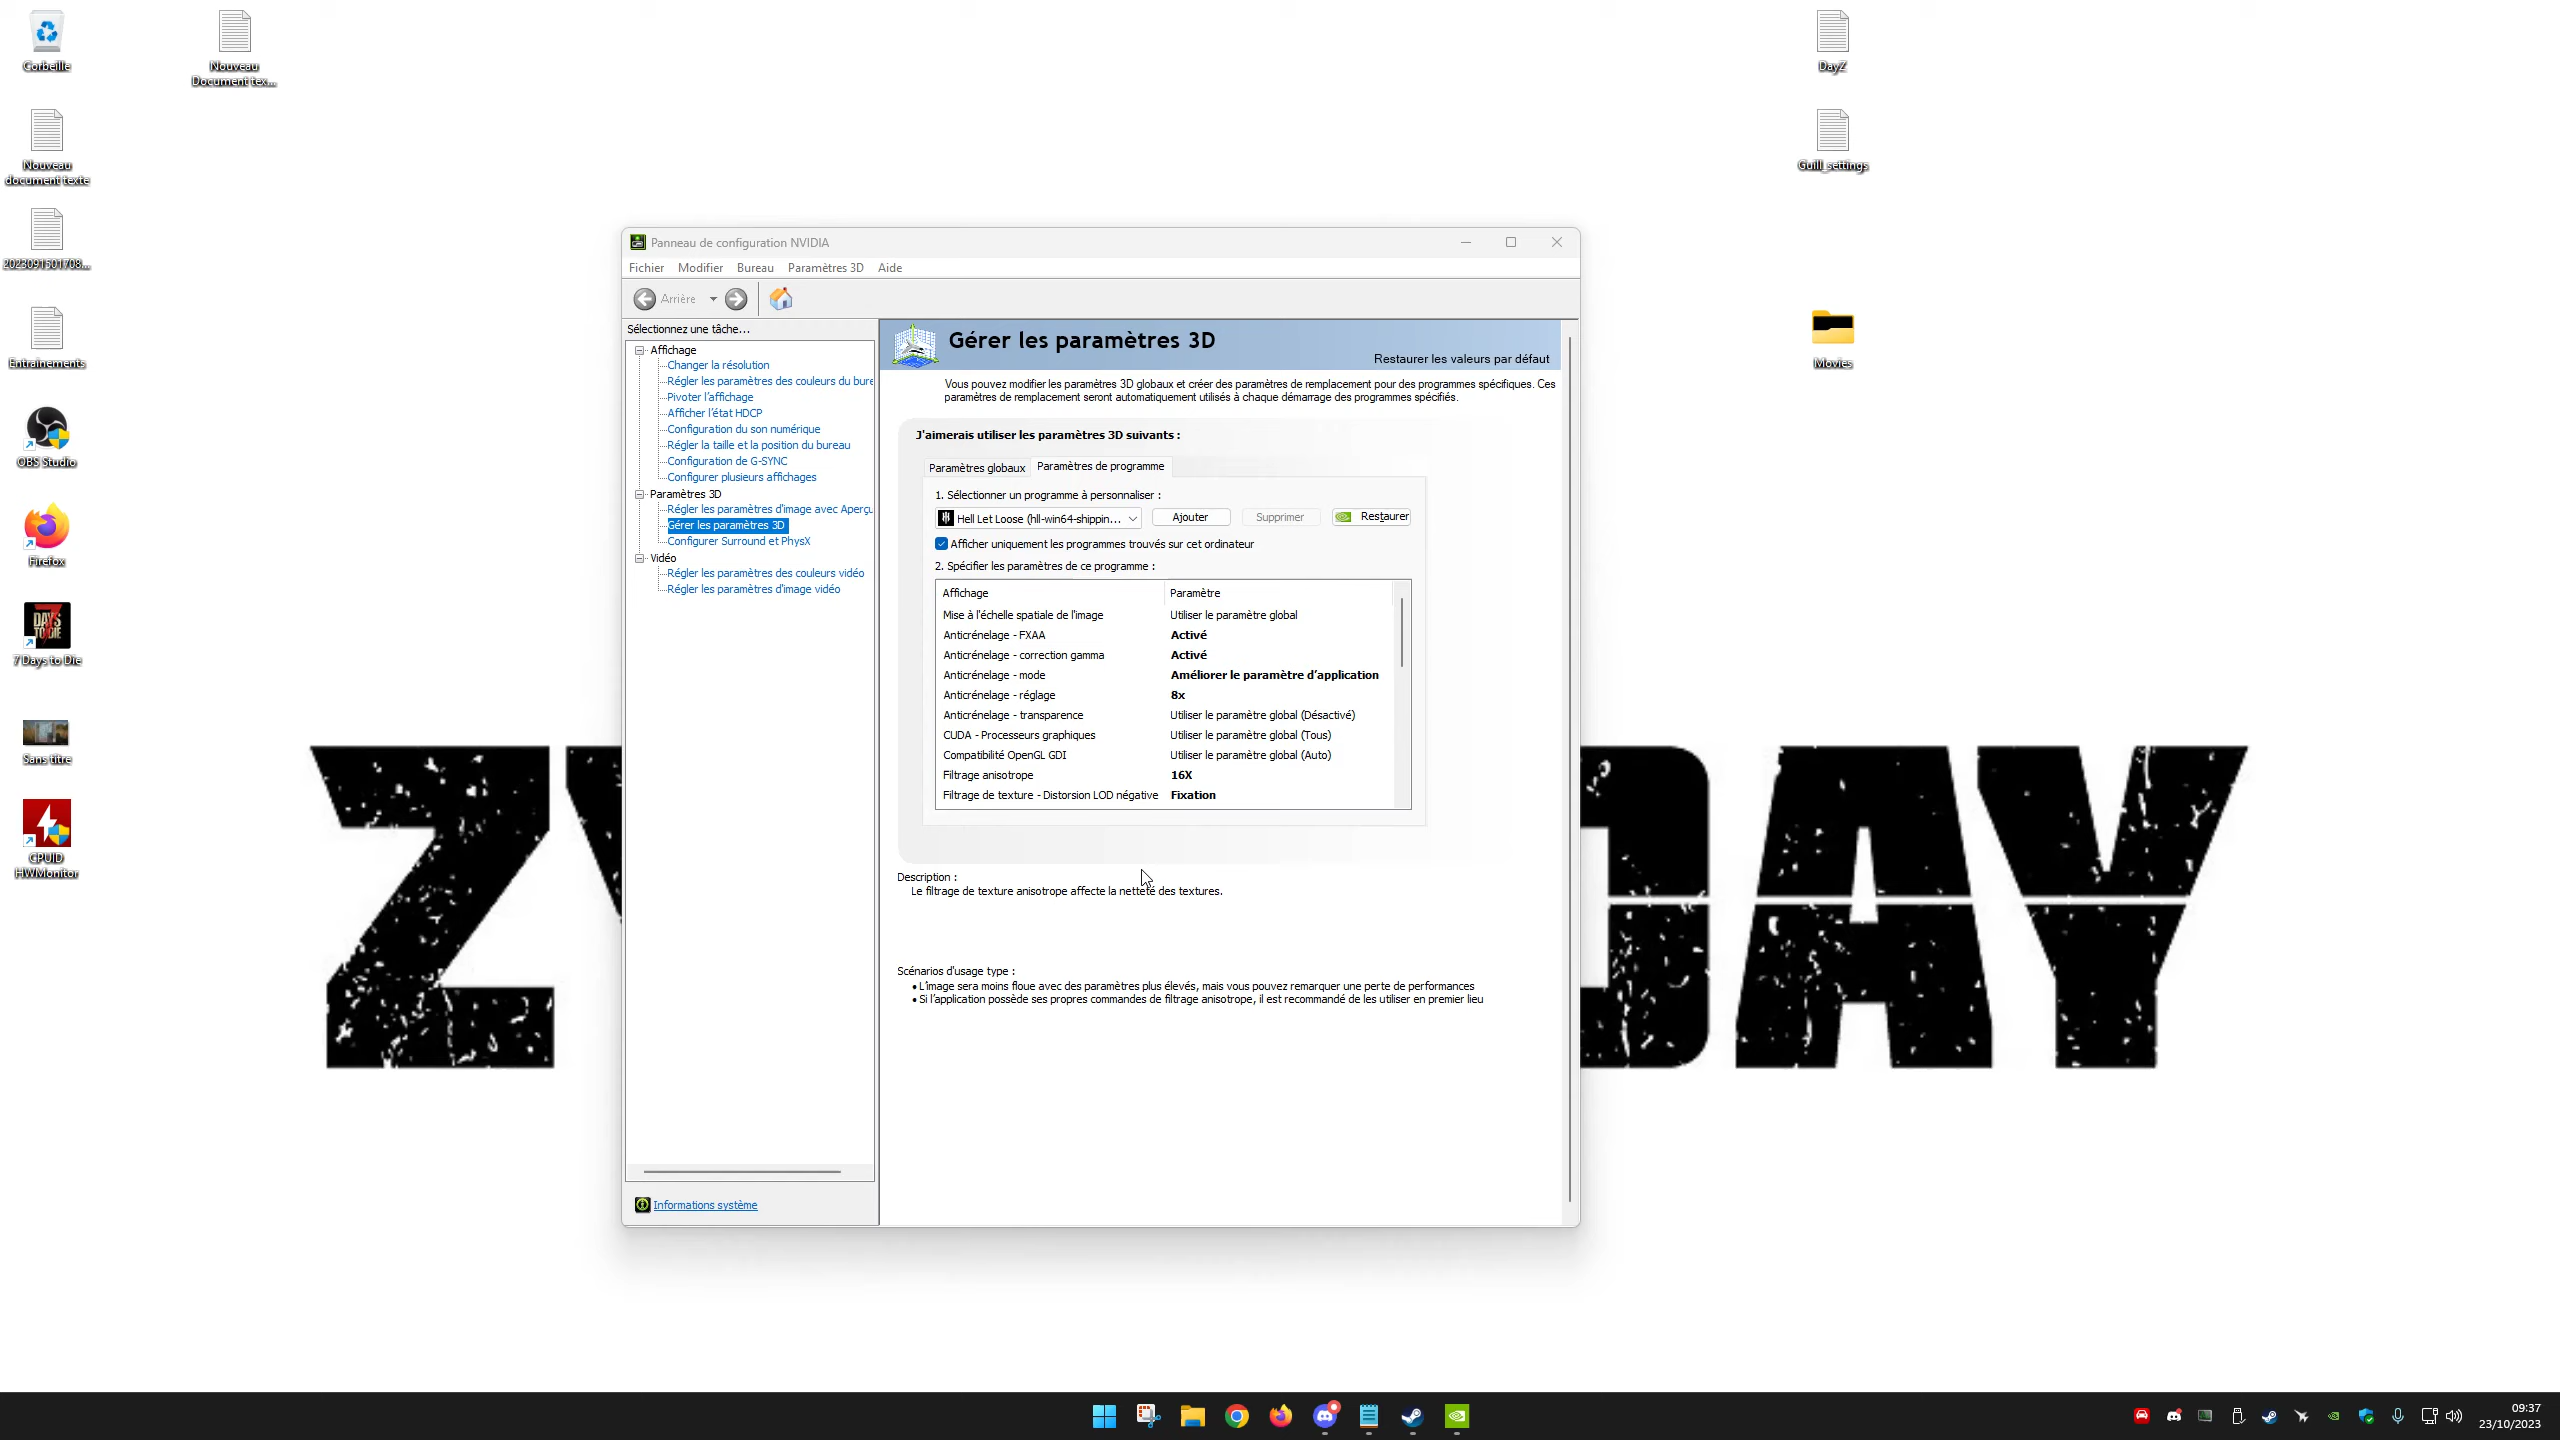 Corbeille
Nouveau
Document tex...
Nouveau
document texte
2023091501708...
Entrainements
OBS Studio
Firefox
DAYS
TO DIE
7 Days to Die
Sans titre
CPUID
HWMonitor
DayZ
Guill_settings
Movies
Panneau de configuration NVIDIA
Fichier Modifier Bureau Paramètres 3D Aide
Arrière
Sélectionnez une tâche...
Affichage
Changer la résolution
Régler les paramètres des couleurs du bure
Pivoter l'affichage
Afficher l'état HDCP
Configuration du son numérique
Régler la taille et la position du bureau
Configuration de G-SYNC
Configurer plusieurs affichages
Paramètres 3D
Régler les paramètres d'image avec Aperçu
Gérer les paramètres 3D
Configurer Surround et PhysX
Vidéo
Régler les paramètres des couleurs vidéo
Régler les paramètres d'image vidéo
Informations système
Gérer les paramètres 3D
Restaurer les valeurs par défaut
Vous pouvez modifier les paramètres 3D globaux et créer des paramètres de remplacement pour des programmes spécifiques. Ces
paramètres de remplacement seront automatiquement utilisés à chaque démarrage des programmes spécifiés.
J'aimerais utiliser les paramètres 3D suivants :
Paramètres globaux Paramètres de programme
1. Sélectionner un programme à personnaliser :
Hell Let Loose (hll-win64-shippin... Ajouter Supprimer Restaurer
Afficher uniquement les programmes trouvés sur cet ordinateur
2. Spécifier les paramètres de ce programme :
Affichage Paramètre
Mise à l'échelle spatiale de l'image Utiliser le paramètre global
Anticrénelage - FXAA Activé
Anticrénelage - correction gamma Activé
Anticrénelage - mode Améliorer le paramètre d'application
Anticrénelage - réglage 8x
Anticrénelage - transparence Utiliser le paramètre global (Désactivé)
CUDA - Processeurs graphiques Utiliser le paramètre global (Tous)
Compatibilité OpenGL GDI Utiliser le paramètre global (Auto)
Filtrage anisotrope 16X
Filtrage de texture - Distorsion LOD négative Fixation
Description :
Le filtrage de texture anisotrope affecte la netteté des textures.
Scénarios d'usage type :
• L'image sera moins floue avec des paramètres plus élevés, mais vous pouvez remarquer une perte de performances
• Si l'application possède ses propres commandes de filtrage anisotrope, il est recommandé de les utiliser en premier lieu
09:37
23/10/2023